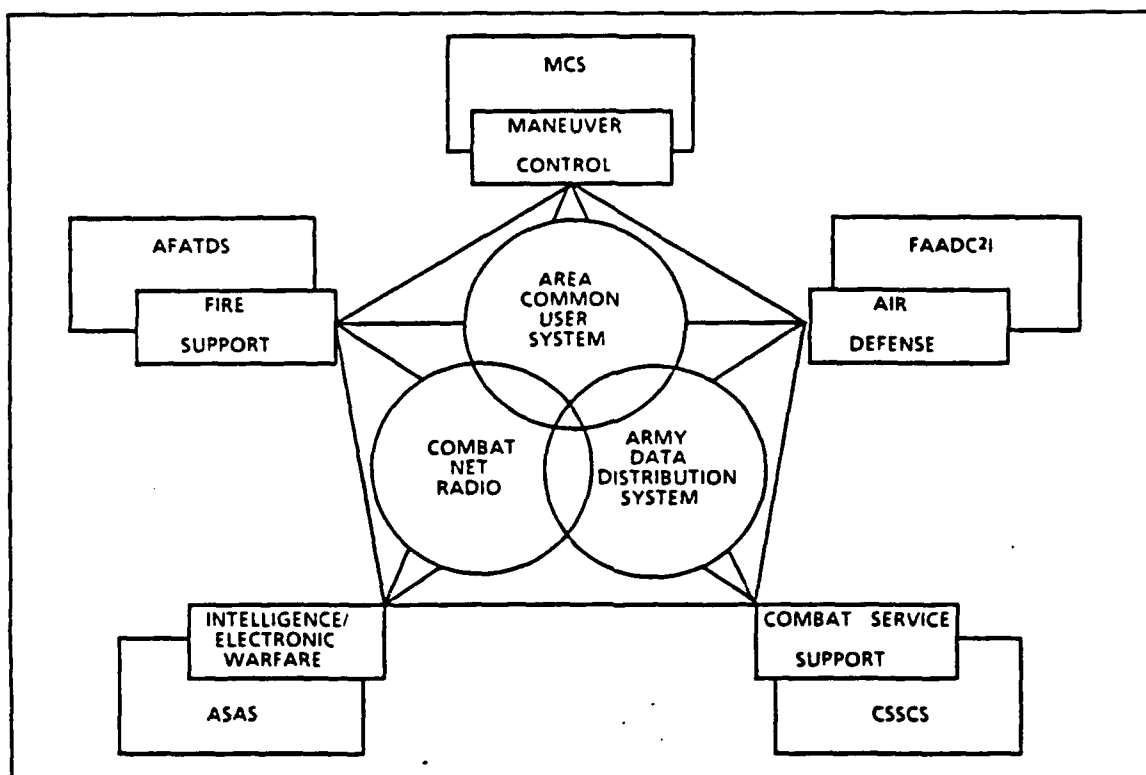 MCS
MANEUVER
CONTROL
AFATDS
FIRE
SUPPORT
FAADC²I
AIR
DEFENSE
AREA
COMMON
USER
SYSTEM
COMBAT
NET
RADIO
ARMY
DATA
DISTRIBUTION
SYSTEM
INTELLIGENCE/
ELECTRONIC
WARFARE
ASAS
COMBAT SERVICE
SUPPORT
CSSCS